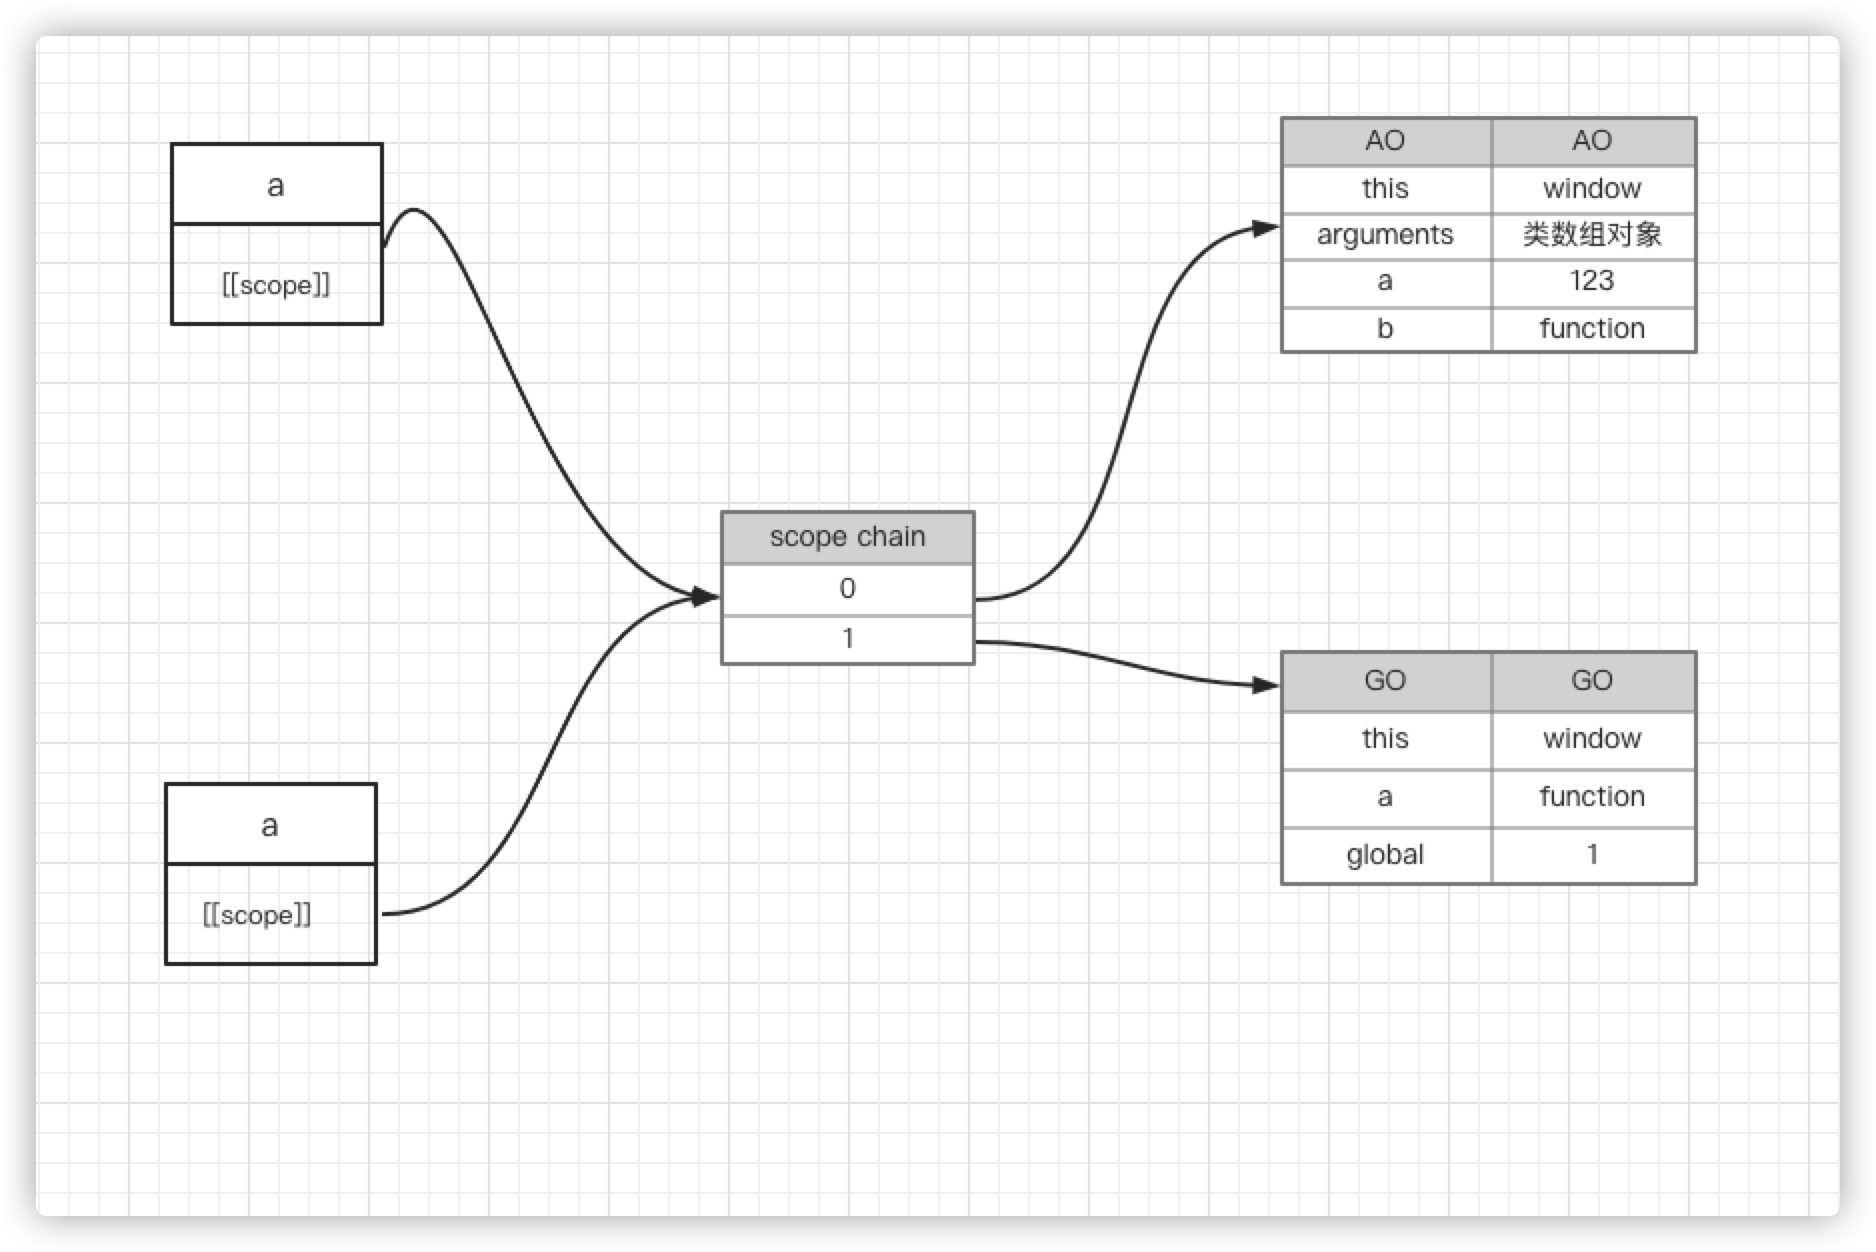 a
[[scope]]
a
[[scope]]
scope chain
0
1
AO AO
this window
arguments 类数组对象
a 123
b function
GO GO
this window
a function
global 1